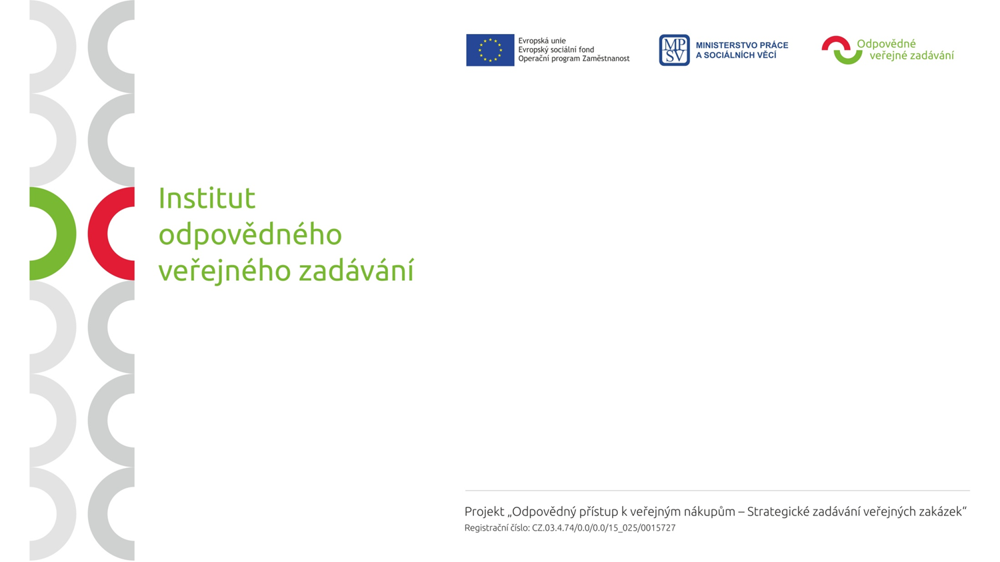 Evropská unie
Evropský sociální fond
Operační program Zaměstnanost
MP
SV
MINISTERSTVO PRÁCE
A SOCIÁLNÍCH VĚCÍ
Odpovědné
veřejné zadávání
Institut
odpovědného
veřejného zadávání
Projekt „Odpovědný přístup k veřejným nákupům – Strategické zadávání veřejných zakázek“
Registrační číslo: CZ.03.4.74/0.0/0.0/15_025/0015727